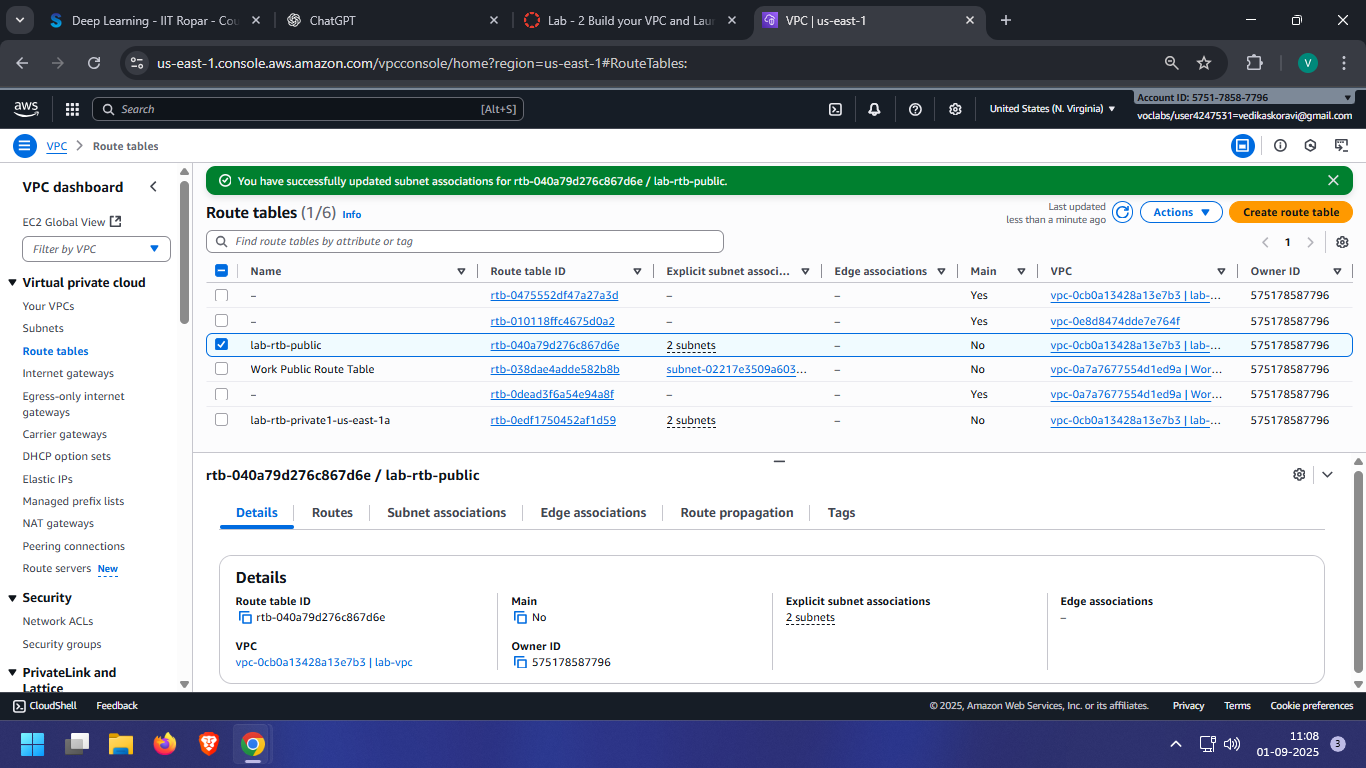 Deep Learning - IIT Ropar - Cou
ChatGPT
Lab - 2 Build your VPC and Laun
VPC | us-east-1
us-east-1.console.aws.amazon.com/vpcconsole/home?region=us-east-1#RouteTables:
V
aws
Search
[Alt+S]
United States (N. Virginia)
Account ID: 5751-7858-7796
voclabs/user4247531=vedikaskoravi@gmail.com
VPC
Route tables
VPC dashboard
EC2 Global View
Filter by VPC
Virtual private cloud
Your VPCs
Subnets
Route tables
Internet gateways
Egress-only internet
gateways
Carrier gateways
DHCP option sets
Elastic IPs
Managed prefix lists
NAT gateways
Peering connections
Route servers New
Security
Network ACLs
Security groups
PrivateLink and
Lattice
You have successfully updated subnet associations for rtb-040a79d276c867d6e / lab-rtb-public.
Route tables (1/6) Info
Last updated
less than a minute ago
Actions
Create route table
Find route tables by attribute or tag
1
Name Route table ID Explicit subnet associ... Edge associations Main VPC Owner ID
– rtb-0475552df47a27a3d – – Yes vpc-0cb0a13428a13e7b3 | lab-... 575178587796
– rtb-010118ffc4675d0a2 – – Yes vpc-0e8d8474dde7e764f 575178587796
lab-rtb-public rtb-040a79d276c867d6e 2 subnets – No vpc-0cb0a13428a13e7b3 | lab-... 575178587796
Work Public Route Table rtb-038dae4adde582b8b subnet-02217e3509a603... – No vpc-0a7a7677554d1ed9a | Wor... 575178587796
– rtb-0dead3f6a54e94a8f – – Yes vpc-0a7a7677554d1ed9a | Wor... 575178587796
lab-rtb-private1-us-east-1a rtb-0edf1750452af1d59 2 subnets – No vpc-0cb0a13428a13e7b3 | lab-... 575178587796
rtb-040a79d276c867d6e / lab-rtb-public
Details Routes Subnet associations Edge associations Route propagation Tags
Details
Route table ID
rtb-040a79d276c867d6e
Main
No
Explicit subnet associations
2 subnets
Edge associations
–
VPC
vpc-0cb0a13428a13e7b3 | lab-vpc
Owner ID
575178587796
CloudShell
Feedback
© 2025, Amazon Web Services, Inc. or its affiliates.
Privacy
Terms
Cookie preferences
11:08
01-09-2025
3